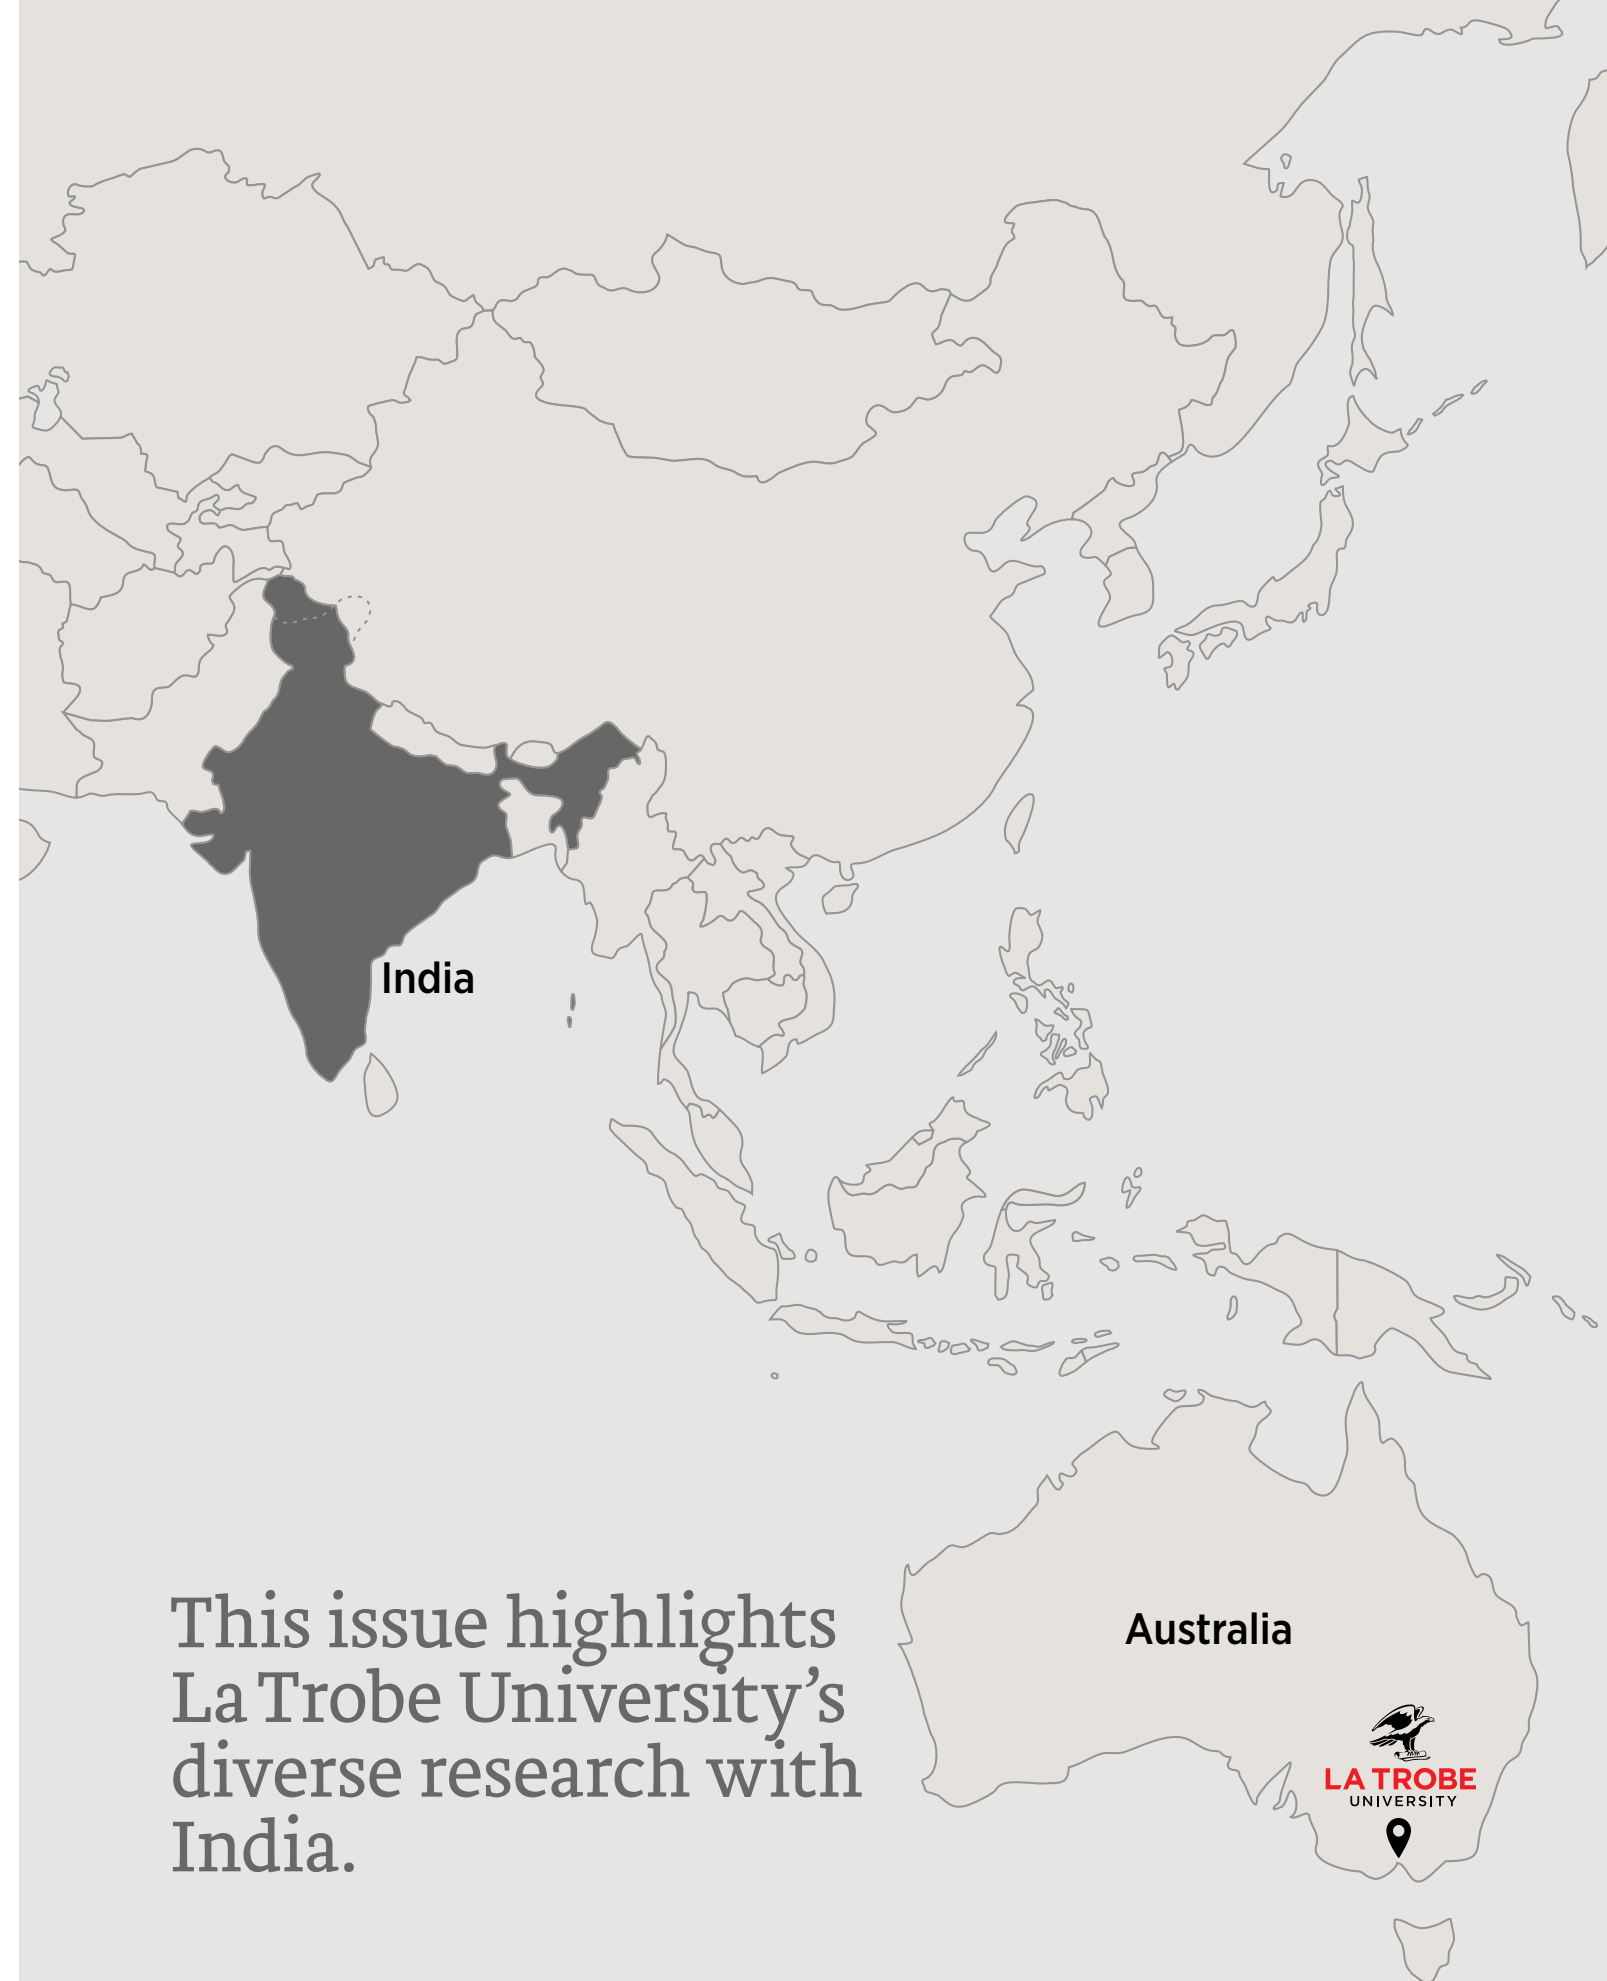 India
Australia
LA TROBE
UNIVERSITY
This issue highlights
La Trobe University’s
diverse research with
India.